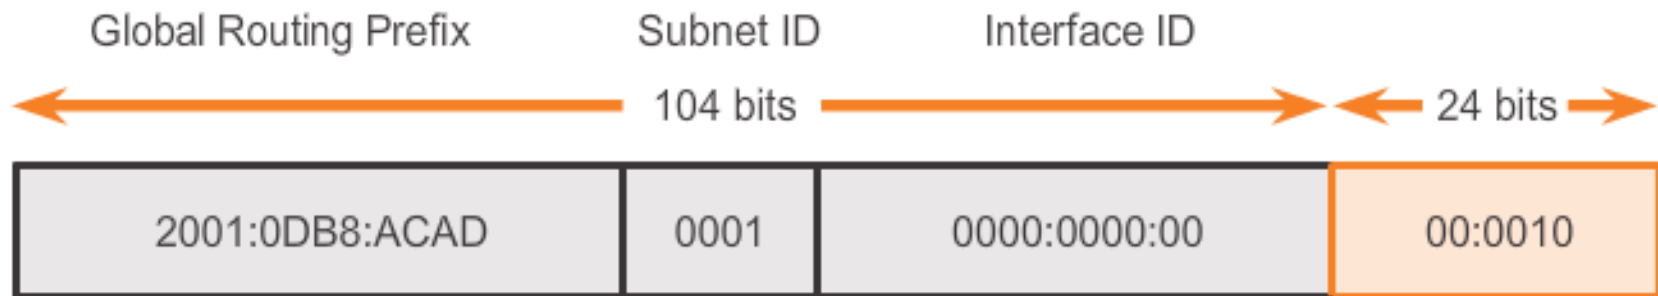 Global Routing Prefix Subnet ID Interface ID
104 bits 24 bits
2001:0DB8:ACAD 0001 0000:0000:00 00:0010